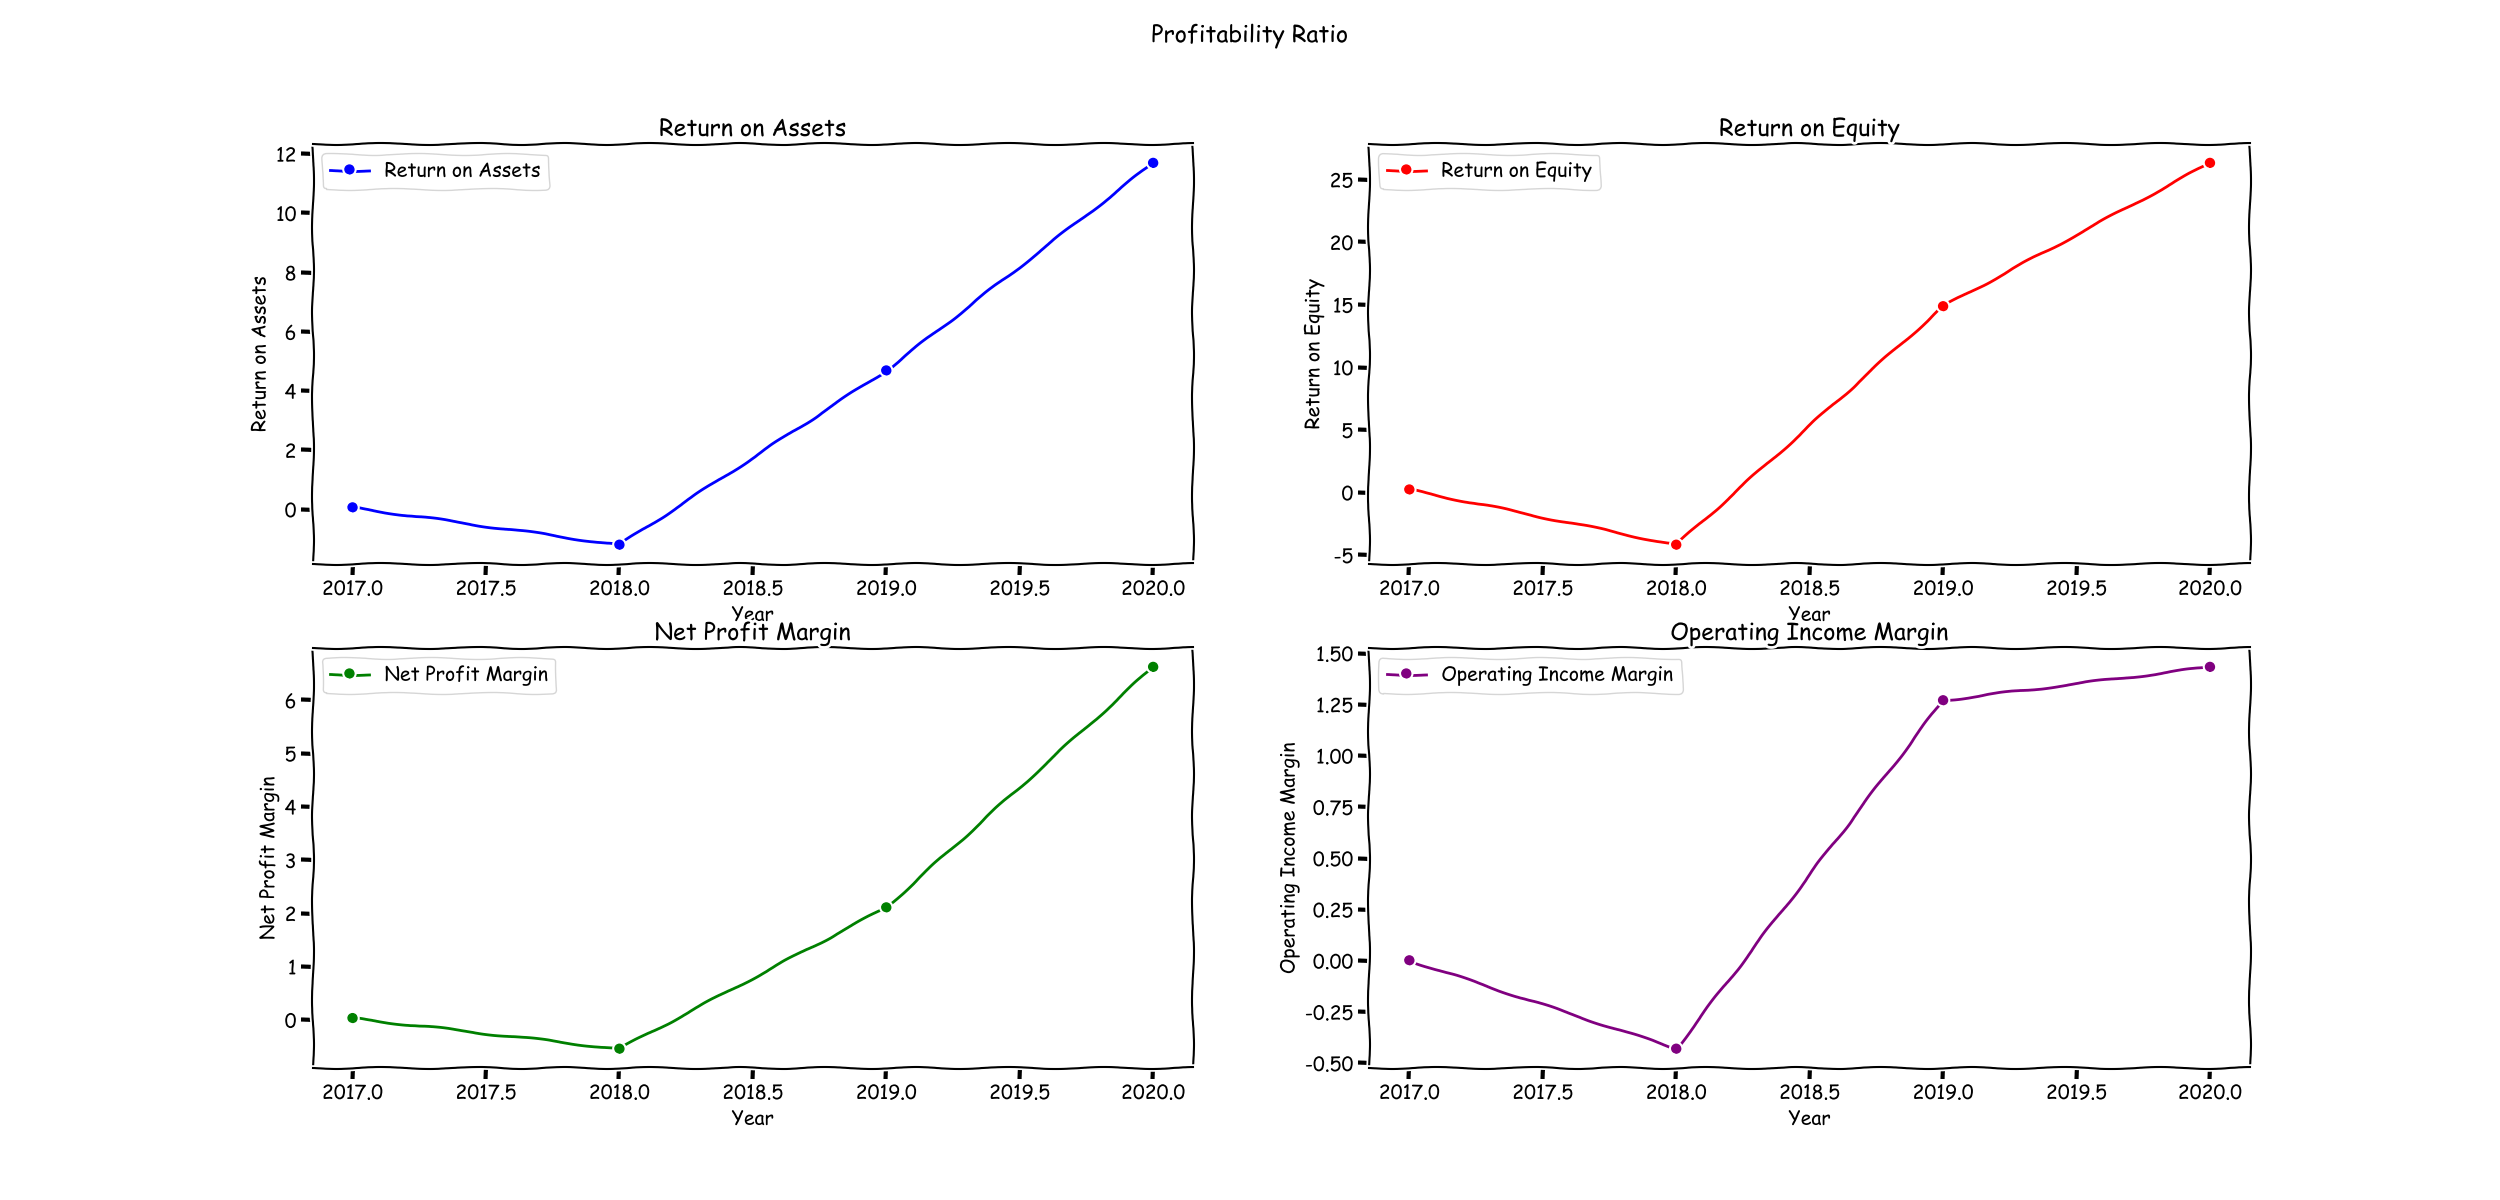 Profitability Ratio
Return on Assets
Return on Assets
Return on Assets
12
10
8
6
4
2
0
2017.0 2017.5 2018.0 2018.5 2019.0 2019.5 2020.0
Year
Return on Equity
Return on Equity
Return on Equity
25
20
15
10
5
0
-5
2017.0 2017.5 2018.0 2018.5 2019.0 2019.5 2020.0
Year
Net Profit Margin
Net Profit Margin
Net Profit Margin
6
5
4
3
2
1
0
2017.0 2017.5 2018.0 2018.5 2019.0 2019.5 2020.0
Year
Operating Income Margin
Operating Income Margin
Operating Income Margin
1.50
1.25
1.00
0.75
0.50
0.25
0.00
-0.25
-0.50
2017.0 2017.5 2018.0 2018.5 2019.0 2019.5 2020.0
Year